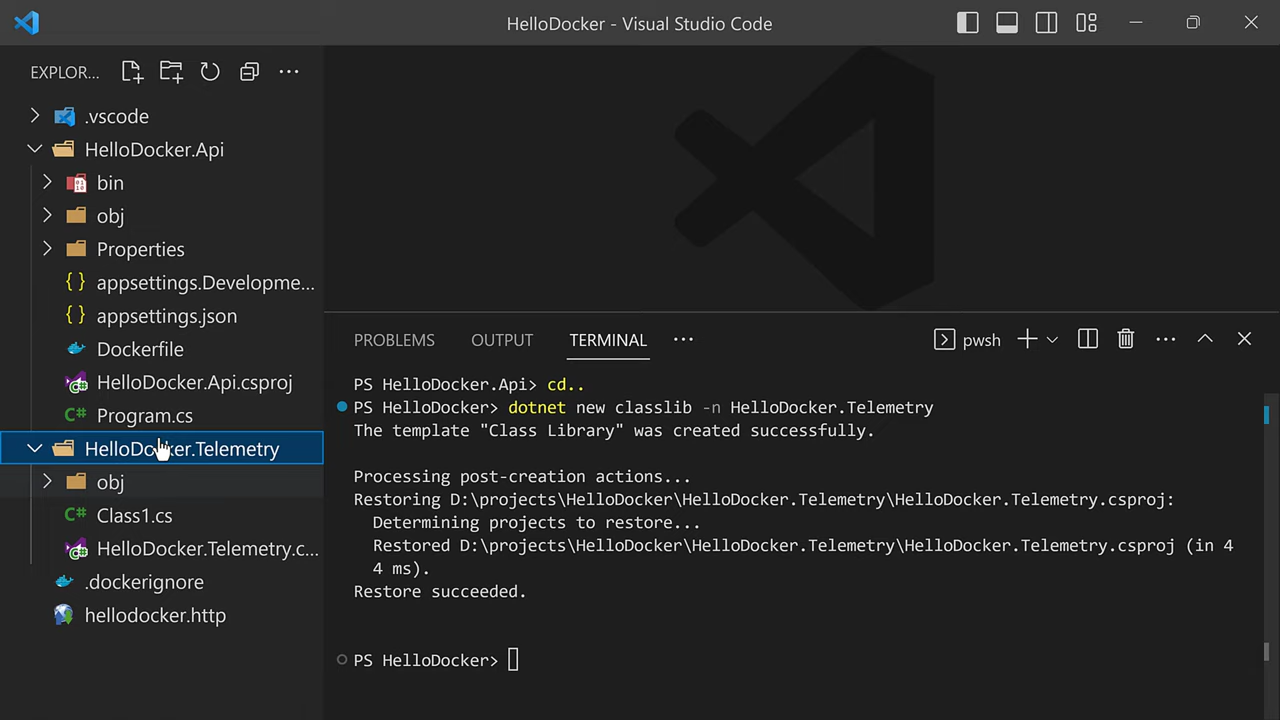 HelloDocker - Visual Studio Code
EXPLOR...
.vscode
HelloDocker.Api
bin
obj
Properties
appsettings.Developme...
appsettings.json
Dockerfile
HelloDocker.Api.csproj
Program.cs
HelloDocker.Telemetry
obj
Class1.cs
HelloDocker.Telemetry.c...
.dockerignore
hellodocker.http
PROBLEMS OUTPUT TERMINAL ··· pwsh
PS HelloDocker.Api> cd..
PS HelloDocker> dotnet new classlib -n HelloDocker.Telemetry
The template "Class Library" was created successfully.
Processing post-creation actions...
Restoring D:\projects\HelloDocker\HelloDocker.Telemetry\HelloDocker.Telemetry.csproj:
Determining projects to restore...
Restored D:\projects\HelloDocker\HelloDocker.Telemetry\HelloDocker.Telemetry.csproj (in 4
4 ms).
Restore succeeded.
PS HelloDocker>